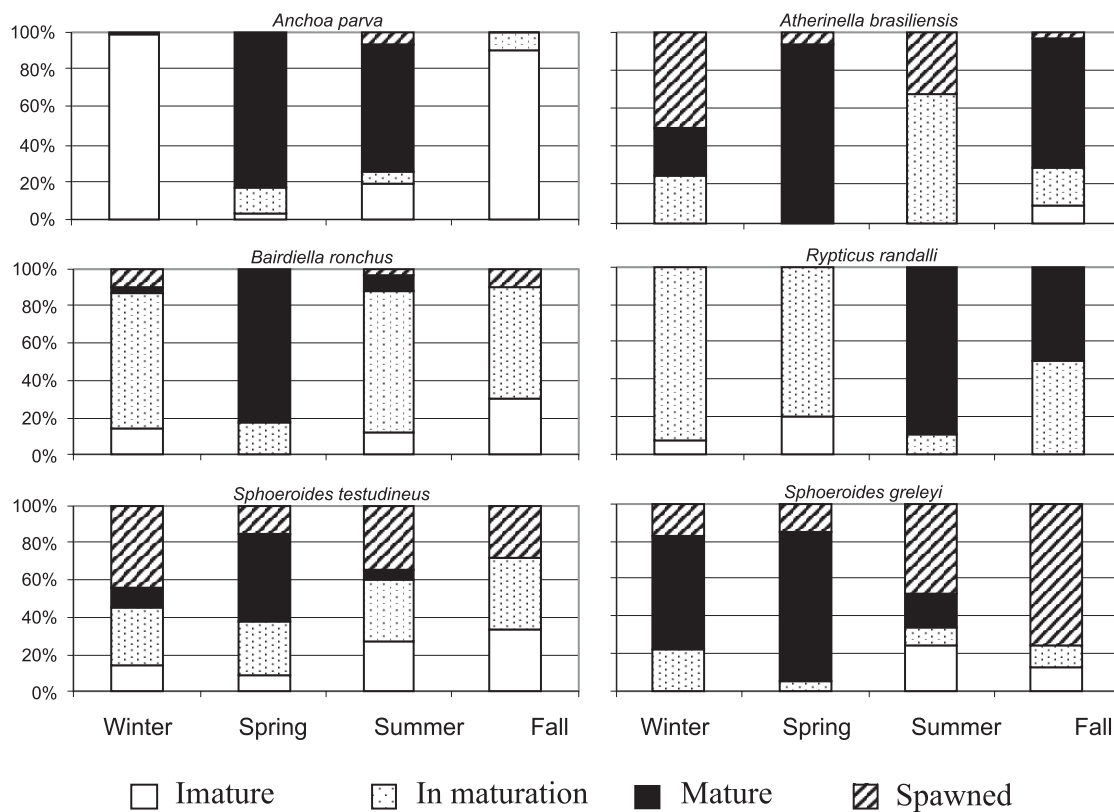 Anchoa parva
Atherinella brasiliensis
100%
80%
60%
40%
20%
0%
Bairdiella ronchus
Rypticus randalli
100%
80%
60%
40%
20%
0%
Sphoeroides testudineus
Sphoeroides greleyi
100%
80%
60%
40%
20%
0%
Winter Spring Summer Fall
Winter Spring Summer Fall
Imature In maturation Mature Spawned